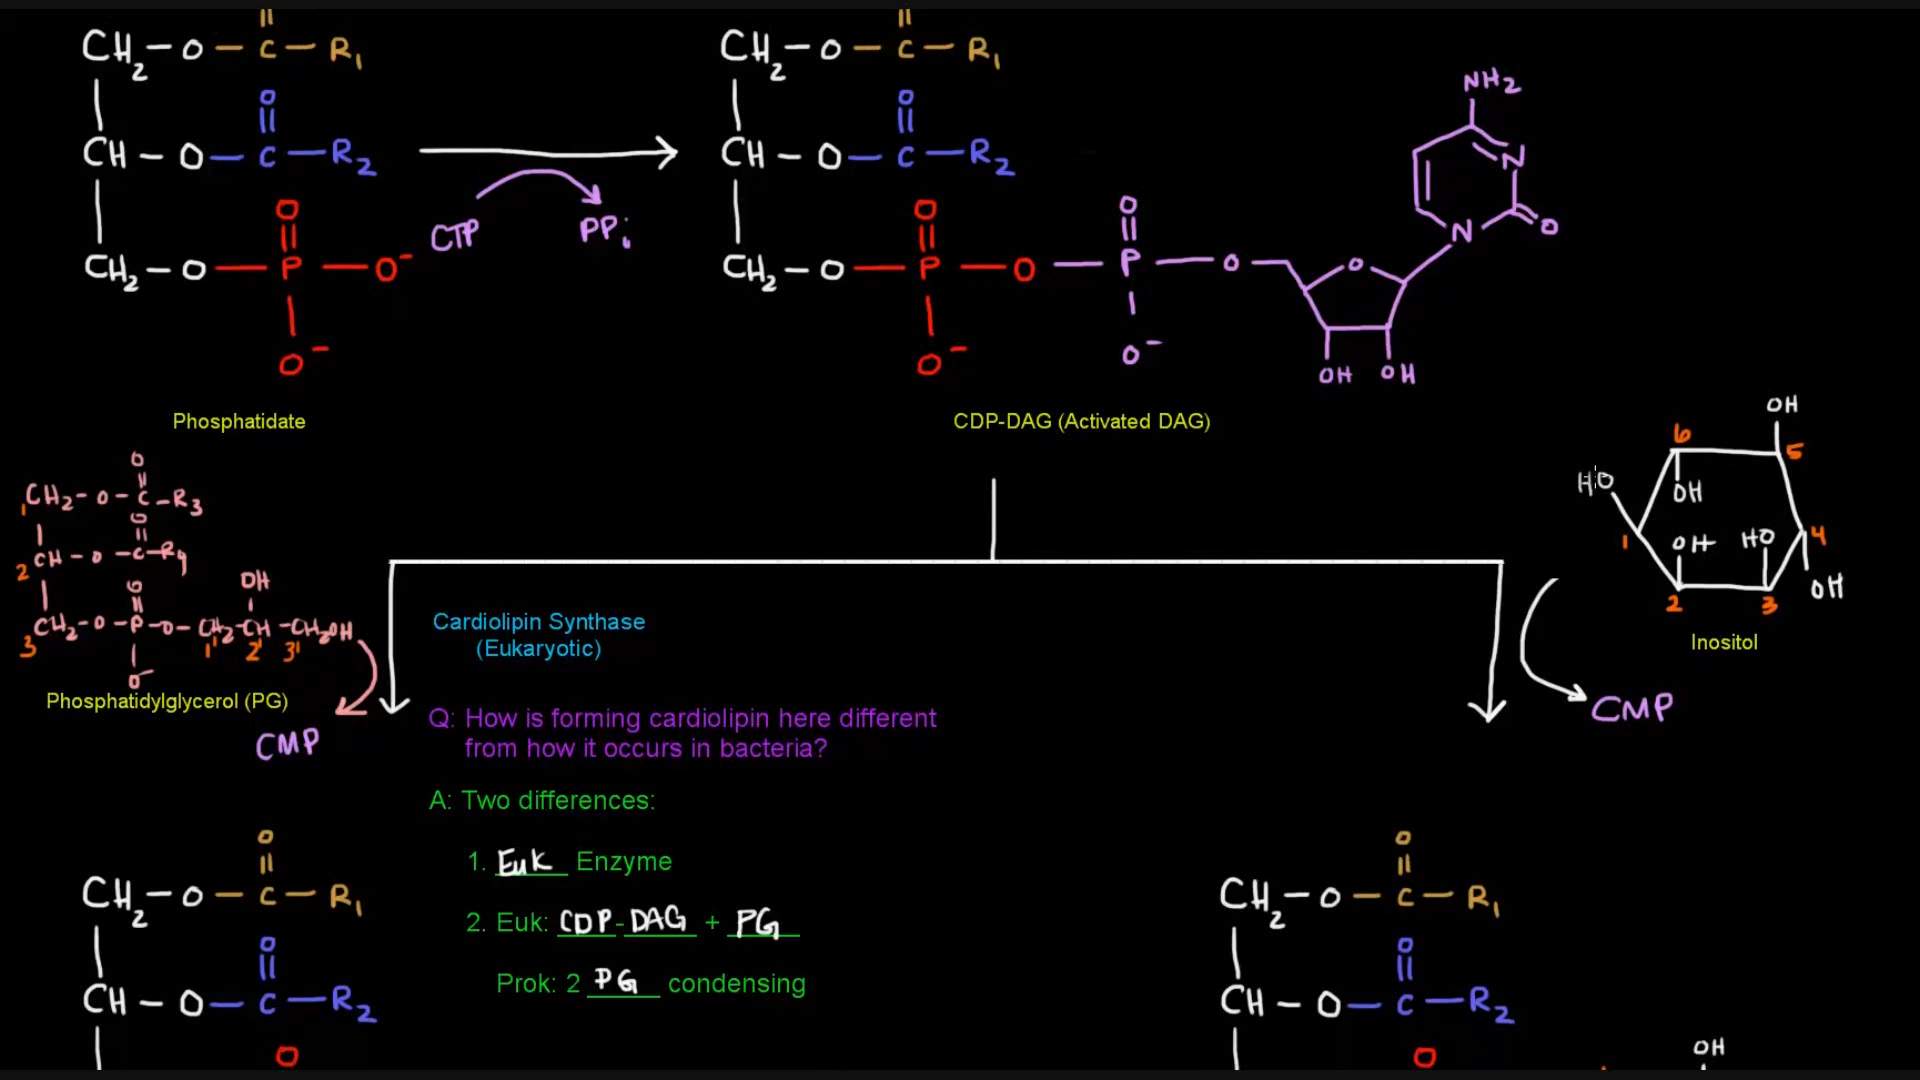 CH2-O-C-R1 CH2-O-C-R1
O O NH2
CH-O-C-R2 CH-O-C-R2 N
O CTP PPi O O N O
CH2-O-P-O- CH2-O-P-O-P-O O
O- O- O- OH OH
Phosphatidate CDP-DAG (Activated DAG)
OH
6 5
HO OH
1 OH HO 4
OH
2 3
Inositol
O
1 CH2-O-C-R3
O
2 CH-O-C-R4
O OH
3 CH2-O-P-O-CH2-CH-CH2OH
1' 2' 3'
O-
Phosphatidylglycerol (PG)
CMP
Cardiolipin Synthase
(Eukaryotic)
CMP
Q: How is forming cardiolipin here different
from how it occurs in bacteria?
A: Two differences:
1. Euk Enzyme
2. Euk: CDP-DAG + PG
Prok: 2 PG condensing
O O
CH2-O-C-R1 CH2-O-C-R1
O O
CH-O-C-R2 CH-O-C-R2
O O OH